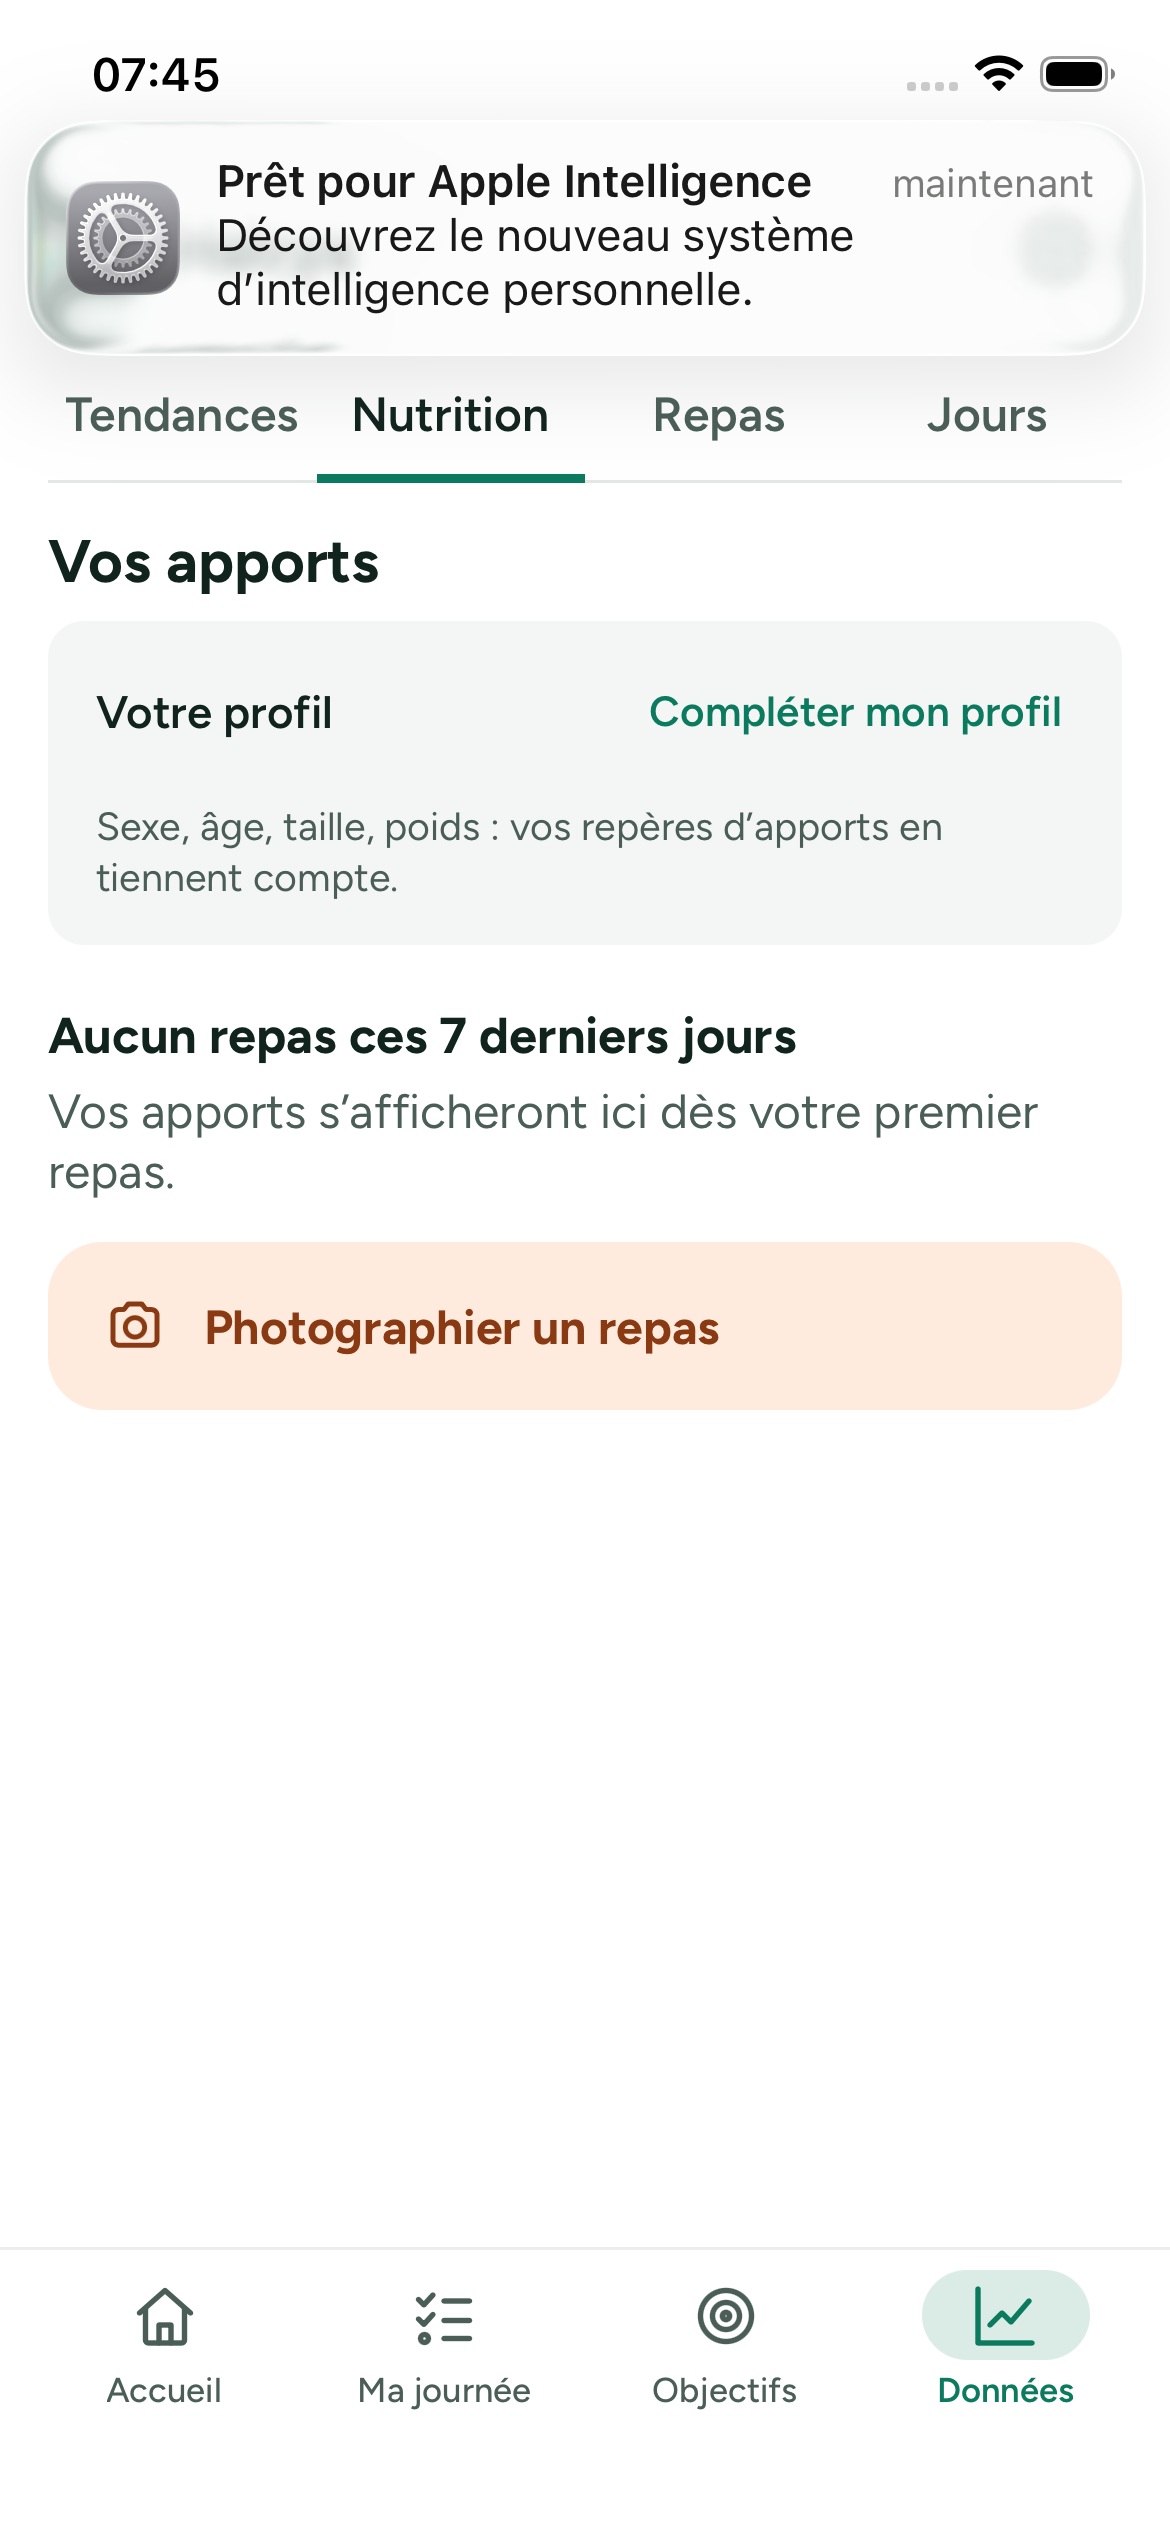 07:45
Prêt pour Apple Intelligence
maintenant
Découvrez le nouveau système
d’intelligence personnelle.
Tendances
Nutrition
Repas
Jours
Vos apports
Votre profil
Compléter mon profil
Sexe, âge, taille, poids : vos repères d’apports en
tiennent compte.
Aucun repas ces 7 derniers jours
Vos apports s’afficheront ici dès votre premier
repas.
Photographier un repas
Accueil
Ma journée
Objectifs
Données